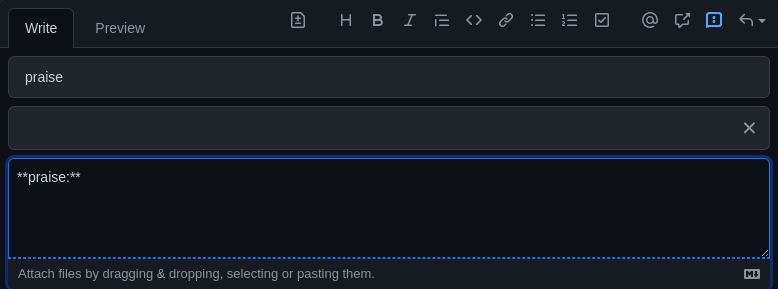 Write Preview
praise
**praise:**
Attach files by dragging & dropping, selecting or pasting them.